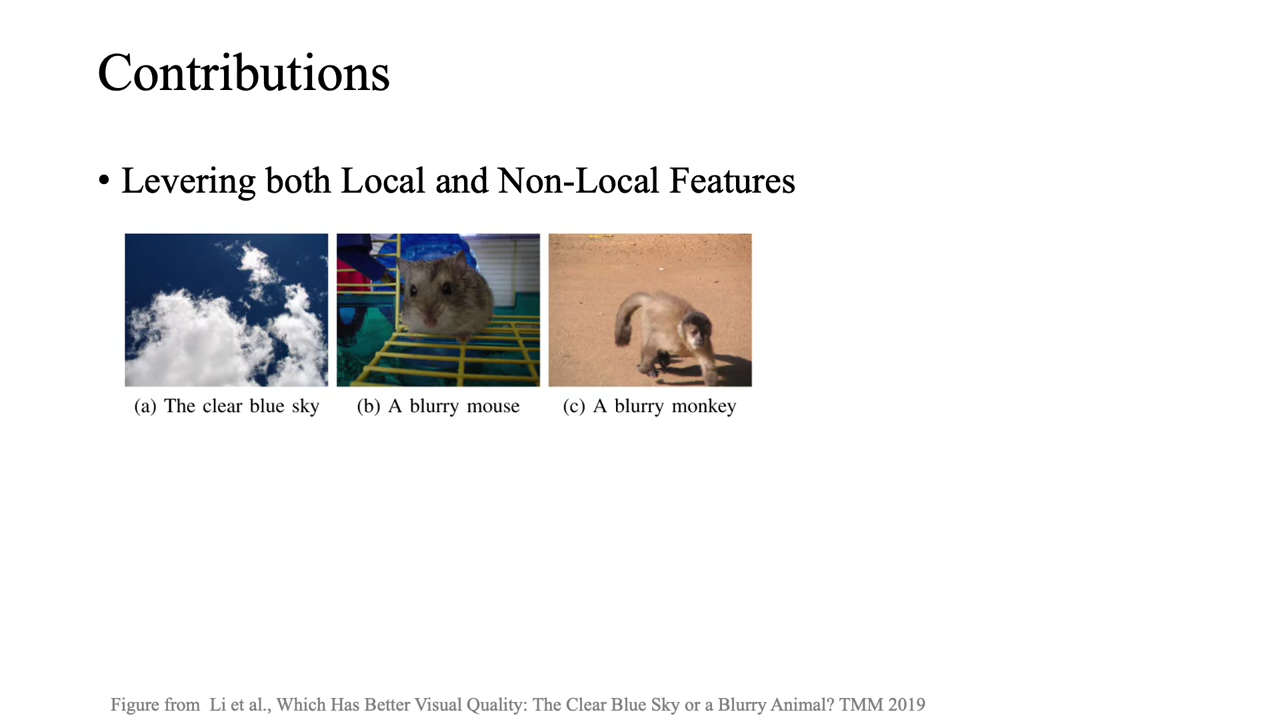 Contributions
• Levering both Local and Non-Local Features
(a) The clear blue sky (b) A blurry mouse (c) A blurry monkey
Figure from Li et al., Which Has Better Visual Quality: The Clear Blue Sky or a Blurry Animal? TMM 2019